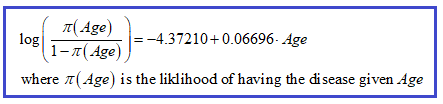 log( π(Age) / 1−π(Age) ) = −4.37210+0.06696· Age
where π(Age) is the liklihood of having the disease given Age